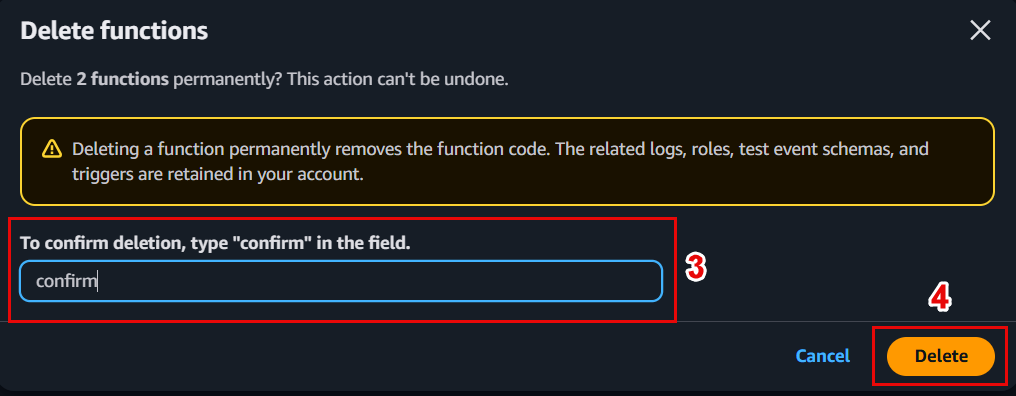 Delete functions
Delete 2 functions permanently? This action can't be undone.
Deleting a function permanently removes the function code. The related logs, roles, test event schemas, and
triggers are retained in your account.
To confirm deletion, type "confirm" in the field.
confirm
3
4
Cancel
Delete